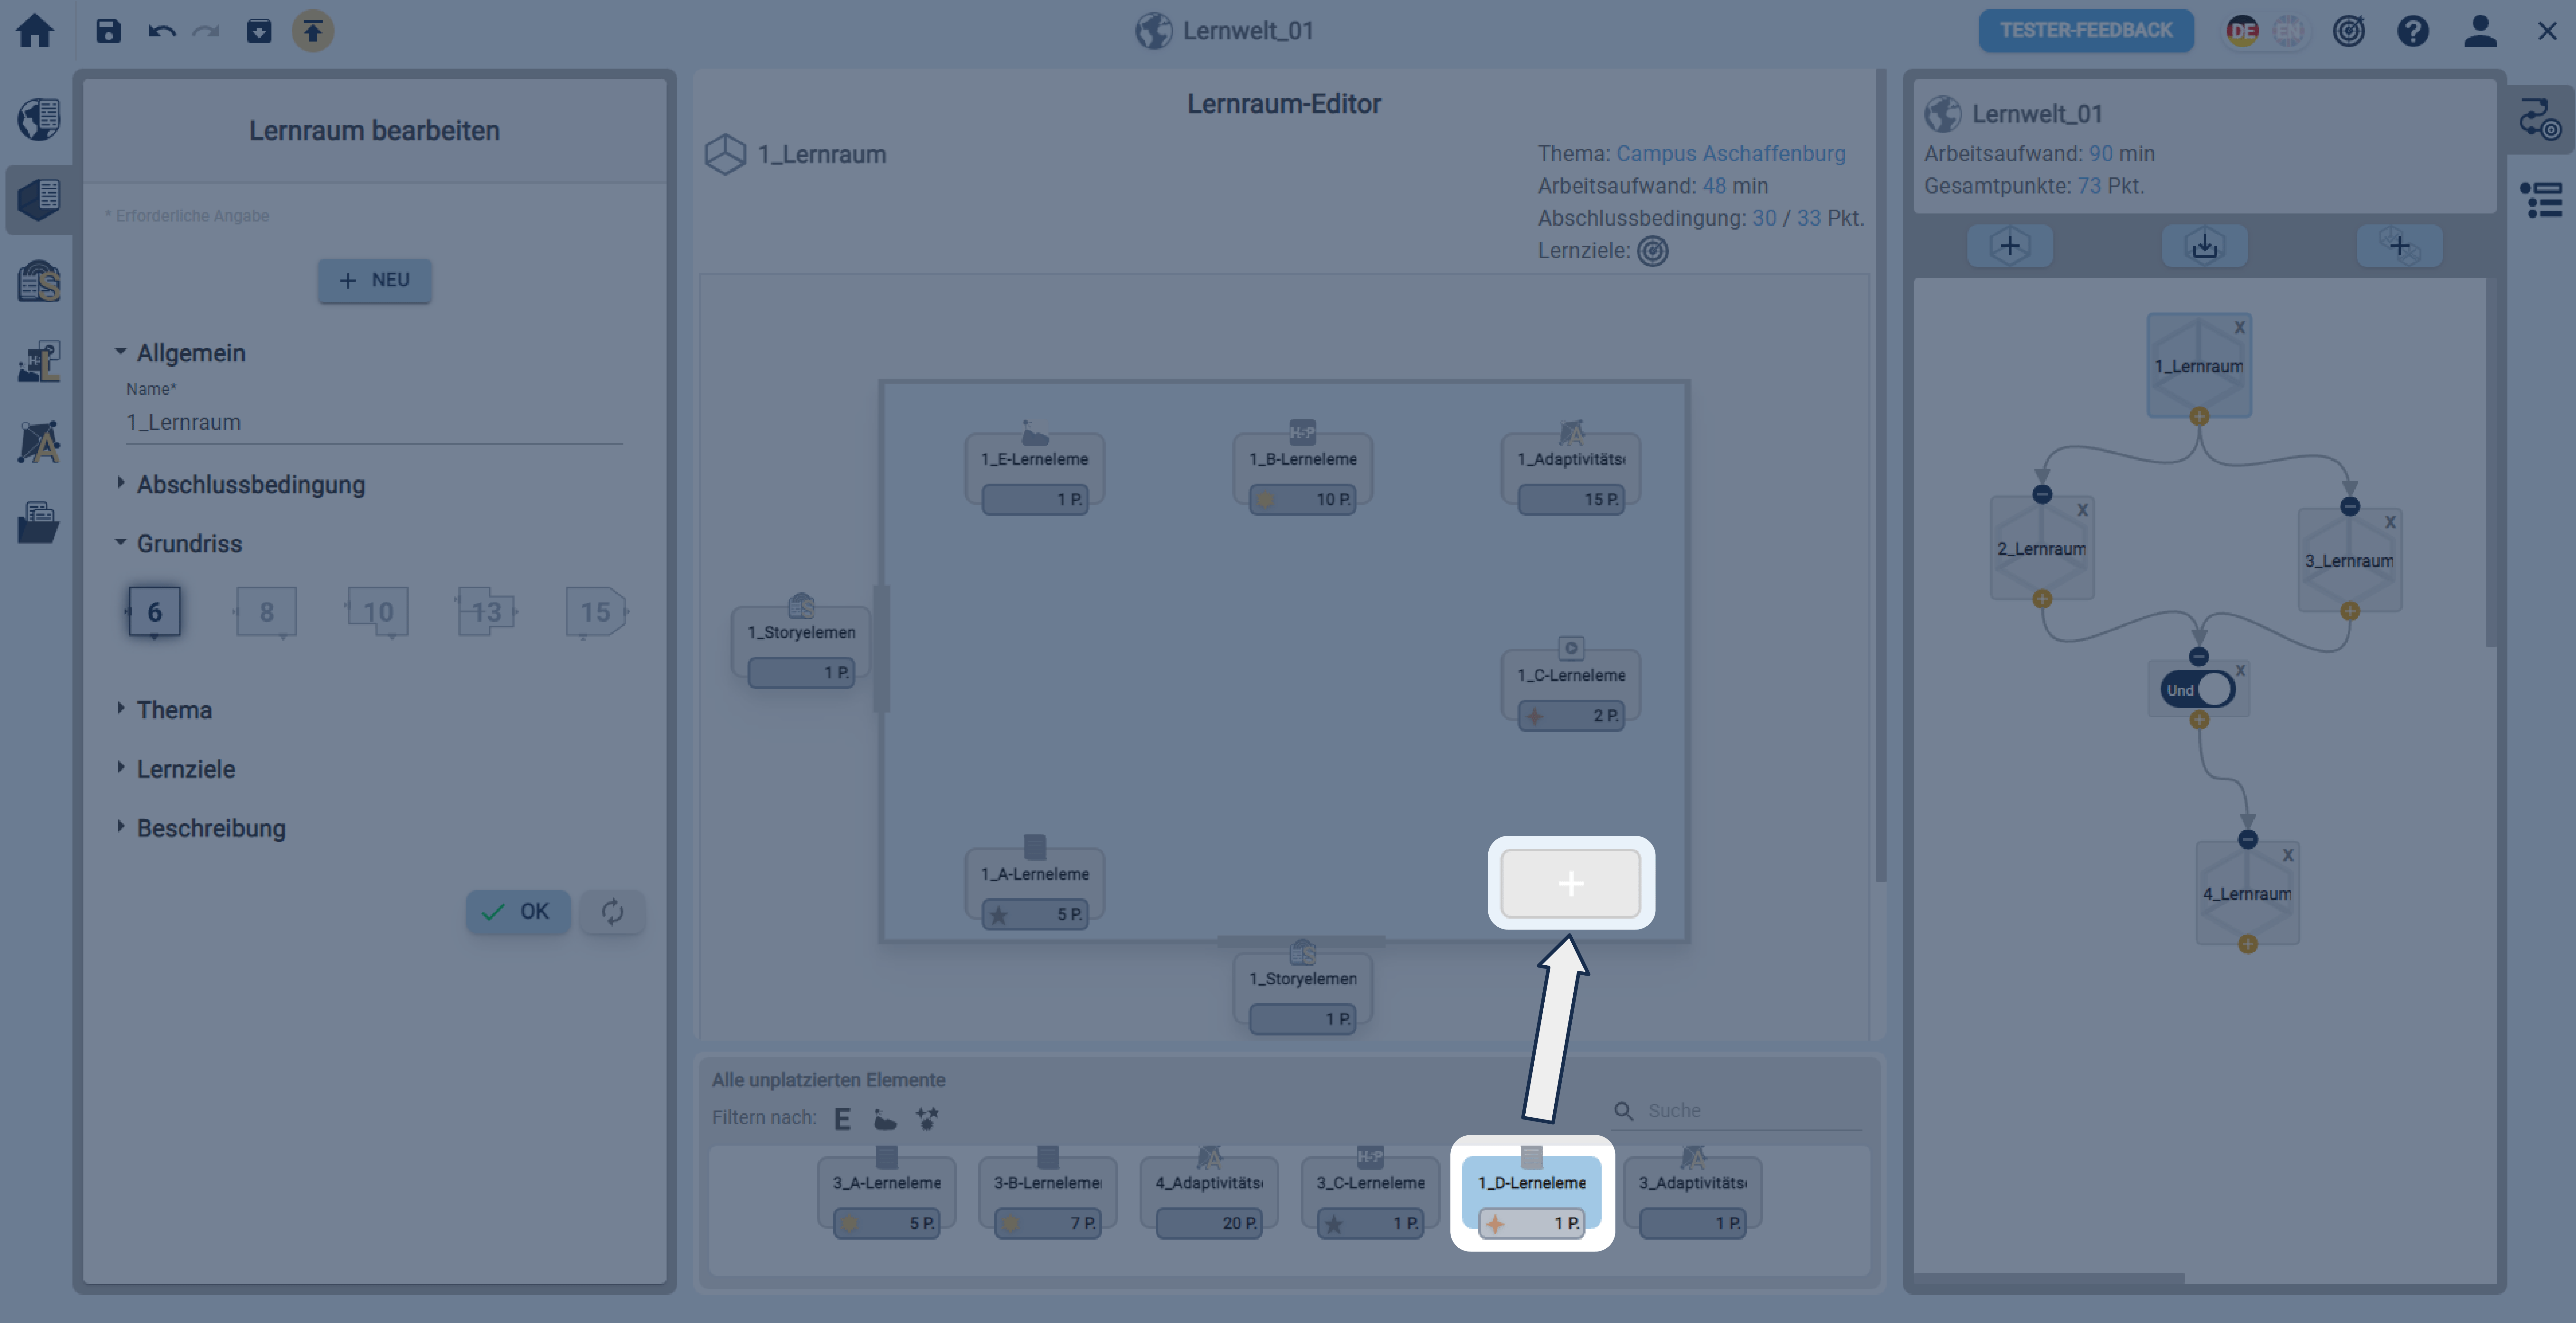 Lernwelt_01
TESTER-FEEDBACK
DE
EN
Lernraum bearbeiten
* Erforderliche Angabe
NEU
Allgemein
Name*
1_Lernraum
Abschlussbedingung
Grundriss
6
8
10
13
15
Thema
Lernziele
Beschreibung
OK
Lernraum-Editor
1_Lernraum
Thema: Campus Aschaffenburg
Arbeitsaufwand: 48 min
Abschlussbedingung: 30 / 33 Pkt.
Lernziele:
1_E-Lerneleme
1 P.
H-P
1_B-Lerneleme
10 P.
1_Adaptivitäts
15 P.
1_Storyelemen
1 P.
1_C-Lerneleme
2 P.
1_A-Lerneleme
5 P.
1_Storyelemen
1 P.
Alle unplatzierten Elemente
Filtern nach: E
Suche
3_A-Lerneleme
5 P.
3-B-Lerneleme
7 P.
4_Adaptivitäts
20 P.
H-P
3_C-Lerneleme
1 P.
1_D-Lerneleme
1 P.
3_Adaptivitäts
1 P.
Lernwelt_01
Arbeitsaufwand: 90 min
Gesamtpunkte: 73 Pkt.
X
1_Lernraum
X
2_Lernraum
X
3_Lernraum
X
Und
X
4_Lernraum